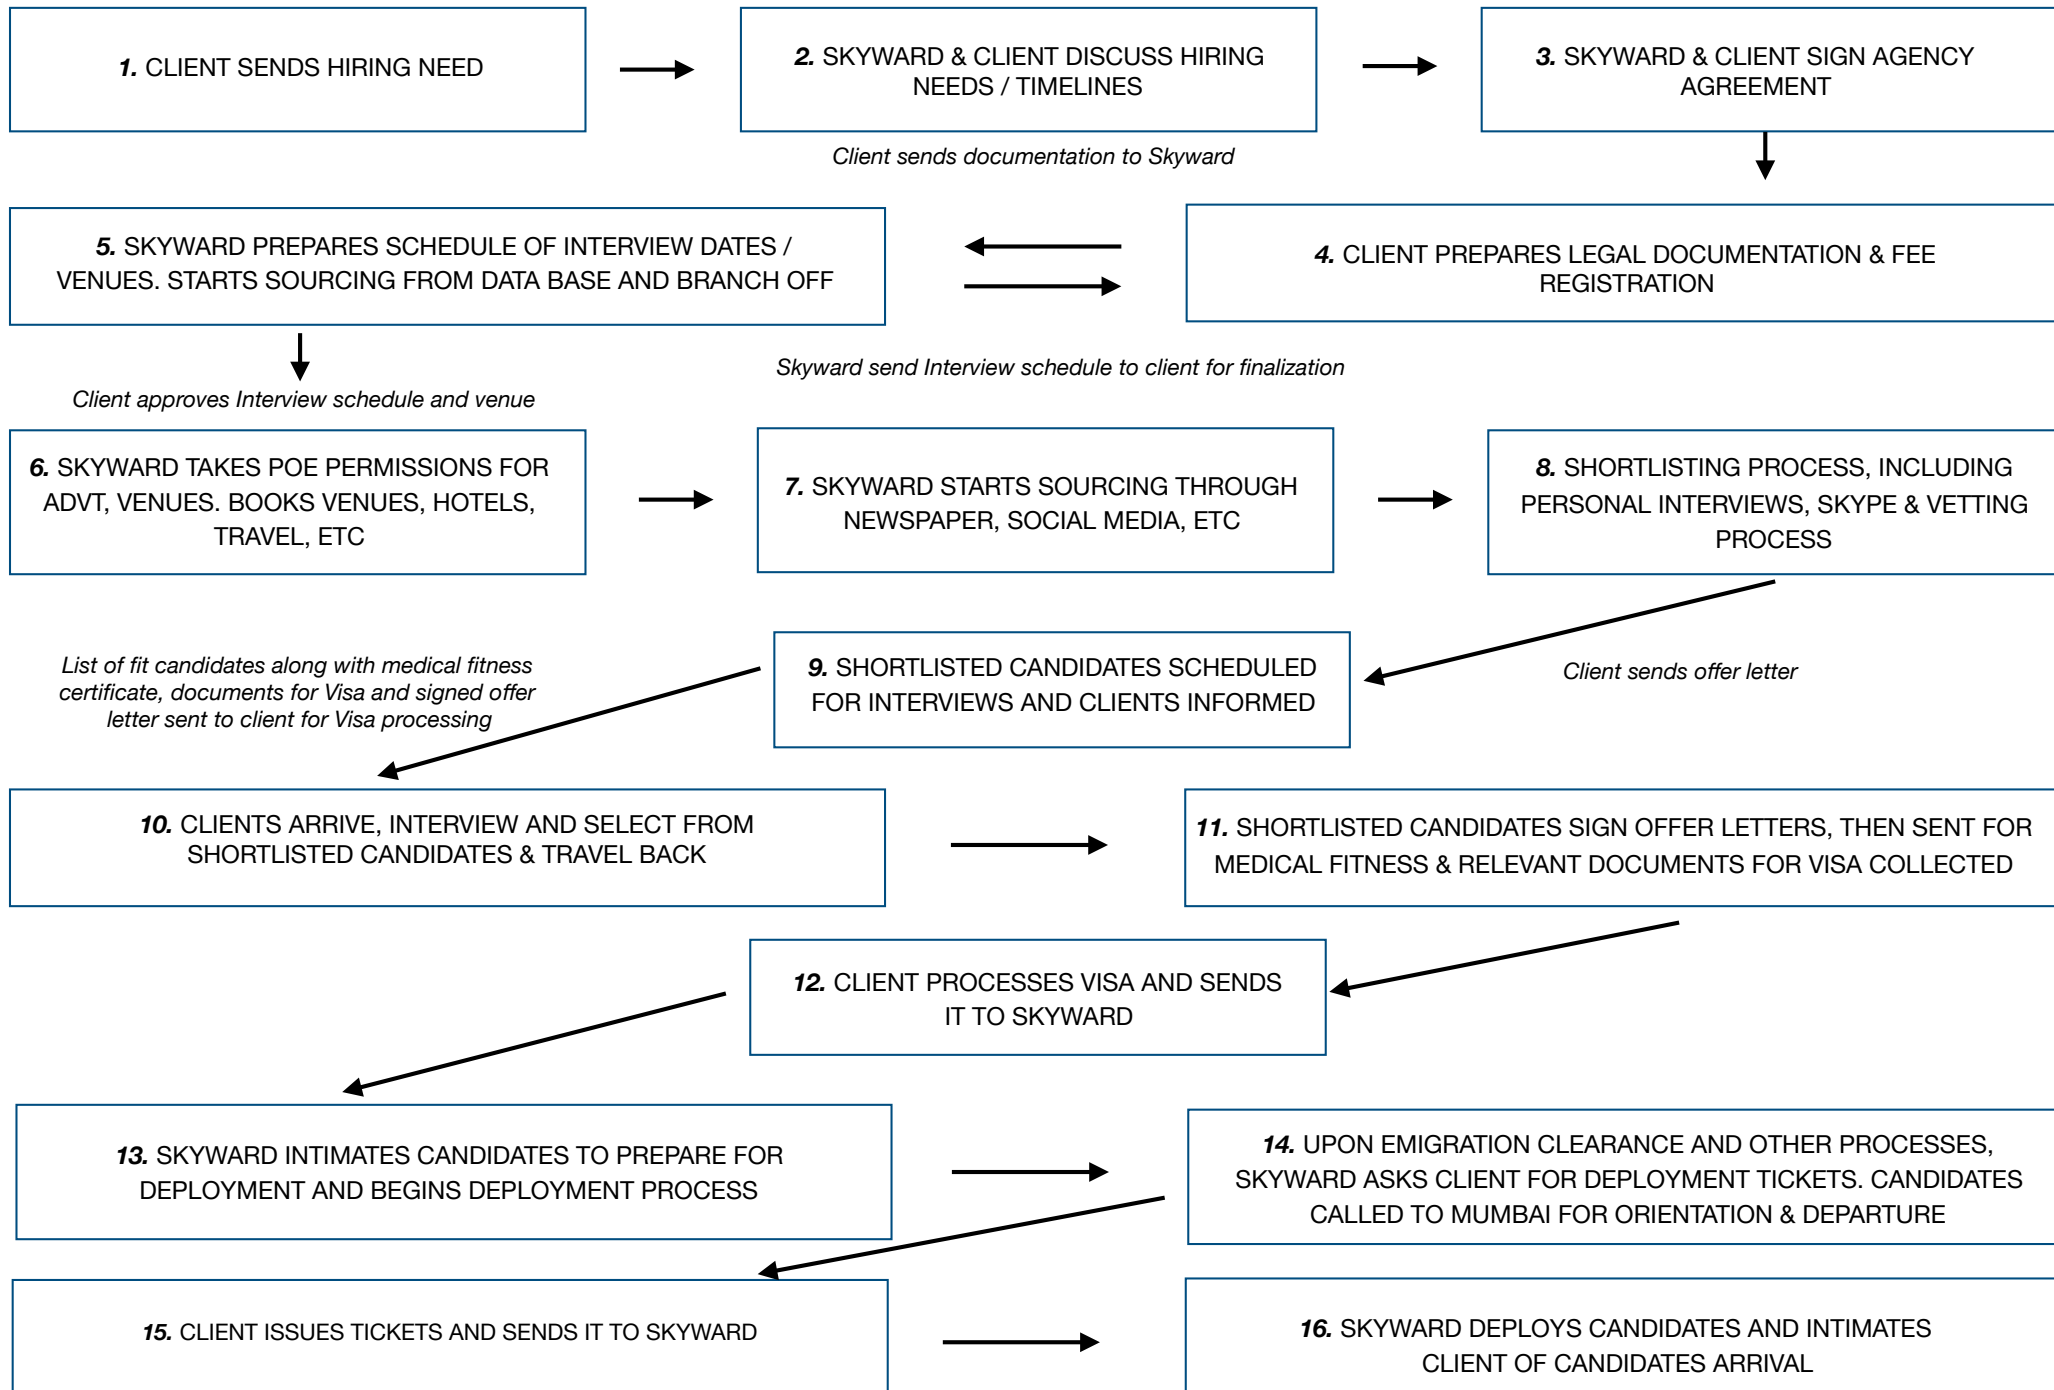 1. CLIENT SENDS HIRING NEED
2. SKYWARD & CLIENT DISCUSS HIRING
NEEDS / TIMELINES
3. SKYWARD & CLIENT SIGN AGENCY
AGREEMENT
Client sends documentation to Skyward
5. SKYWARD PREPARES SCHEDULE OF INTERVIEW DATES /
VENUES. STARTS SOURCING FROM DATA BASE AND BRANCH OFF
4. CLIENT PREPARES LEGAL DOCUMENTATION & FEE
REGISTRATION
Skyward send Interview schedule to client for finalization
Client approves Interview schedule and venue
6. SKYWARD TAKES POE PERMISSIONS FOR
ADVT, VENUES. BOOKS VENUES, HOTELS,
TRAVEL, ETC
7. SKYWARD STARTS SOURCING THROUGH
NEWSPAPER, SOCIAL MEDIA, ETC
8. SHORTLISTING PROCESS, INCLUDING
PERSONAL INTERVIEWS, SKYPE & VETTING
PROCESS
List of fit candidates along with medical fitness
certificate, documents for Visa and signed offer
letter sent to client for Visa processing
9. SHORTLISTED CANDIDATES SCHEDULED
FOR INTERVIEWS AND CLIENTS INFORMED
Client sends offer letter
10. CLIENTS ARRIVE, INTERVIEW AND SELECT FROM
SHORTLISTED CANDIDATES & TRAVEL BACK
11. SHORTLISTED CANDIDATES SIGN OFFER LETTERS, THEN SENT FOR
MEDICAL FITNESS & RELEVANT DOCUMENTS FOR VISA COLLECTED
12. CLIENT PROCESSES VISA AND SENDS
IT TO SKYWARD
13. SKYWARD INTIMATES CANDIDATES TO PREPARE FOR
DEPLOYMENT AND BEGINS DEPLOYMENT PROCESS
14. UPON EMIGRATION CLEARANCE AND OTHER PROCESSES,
SKYWARD ASKS CLIENT FOR DEPLOYMENT TICKETS. CANDIDATES
CALLED TO MUMBAI FOR ORIENTATION & DEPARTURE
15. CLIENT ISSUES TICKETS AND SENDS IT TO SKYWARD
16. SKYWARD DEPLOYS CANDIDATES AND INTIMATES
CLIENT OF CANDIDATES ARRIVAL